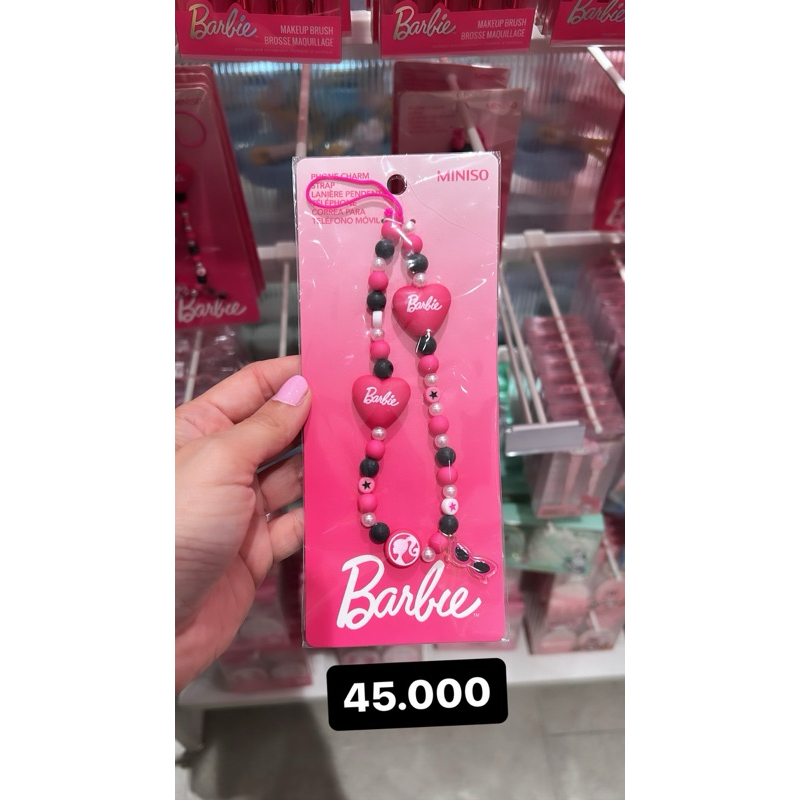 Barbie
MAKEUP BRUSH
BROSSE MAQUILLAGE
Barbie
MAKEUP BRUSH
BROSSE MAQUILLAGE
Barbie
PHONE CHARM
STRAP
LANIÈRE PENDENTIF
TÉLÉPHONE
CORREA PARA
TELÉFONO MÓVIL
MINISO
Barbie
Barbie
Barbie
Barbie
45.000